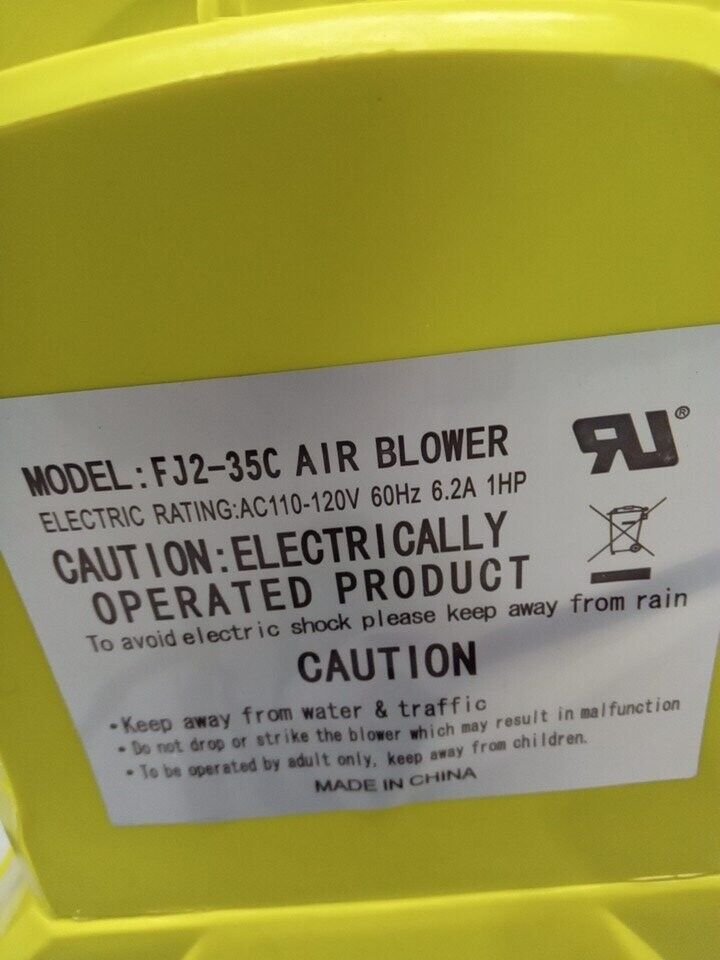 MODEL:FJ2-35C AIR BLOWER
ELECTRIC RATING:AC110-120V 60Hz 6.2A 1HP
CAUTION:ELECTRICALLY
OPERATED PRODUCT
To avoid electric shock please keep away from rain
CAUTION
•Keep away from water & traffic
•Do not drop or strike the blower which may result in malfunction
•To be operated by adult only, keep away from children.
MADE IN CHINA
RU®